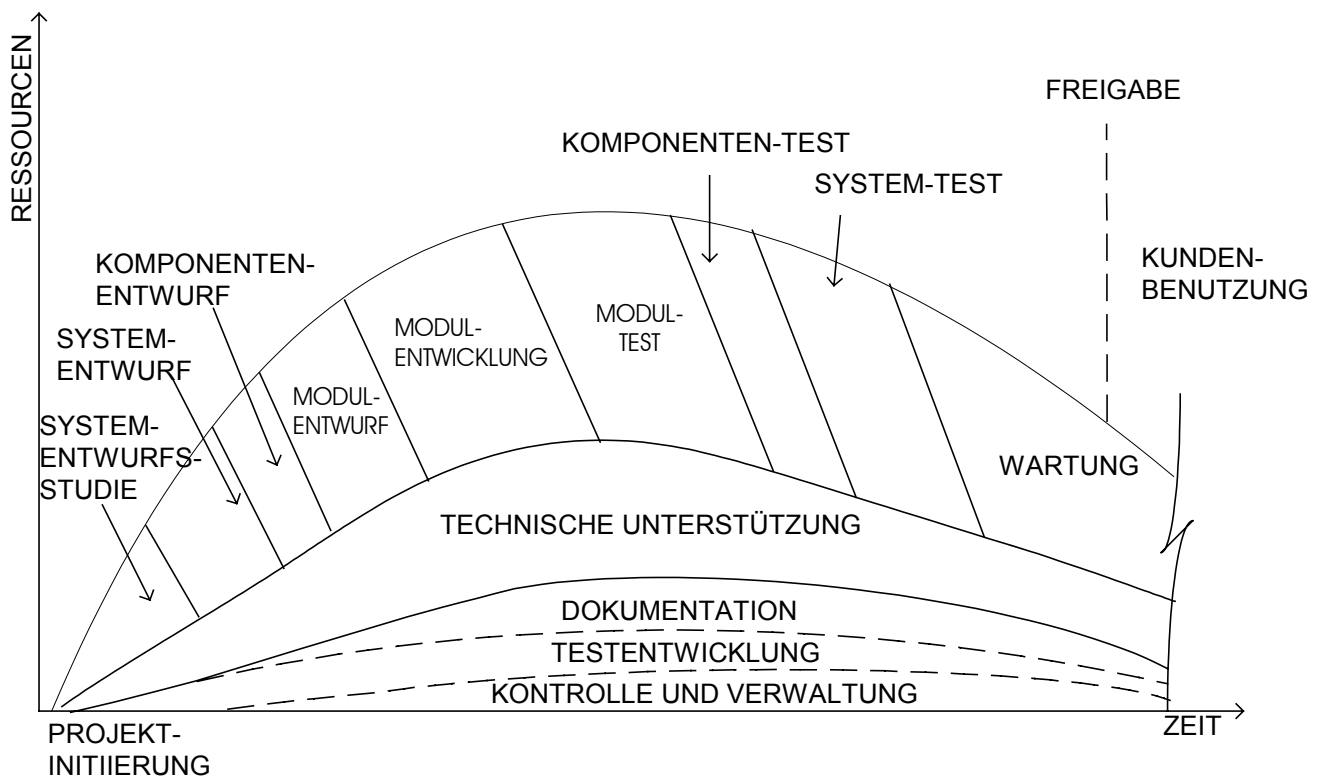 RESSOURCEN
FREIGABE
KOMPONENTEN-TEST
SYSTEM-TEST
KUNDEN-
BENUTZUNG
KOMPONENTEN-
ENTWURF
SYSTEM-
ENTWURF
SYSTEM-
ENTWURFS-
STUDIE
MODUL-
ENTWURF
MODUL-
ENTWICKLUNG
MODUL-
TEST
WARTUNG
TECHNISCHE UNTERSTÜTZUNG
DOKUMENTATION
TESTENTWICKLUNG
KONTROLLE UND VERWALTUNG
ZEIT
PROJEKT-
INITIIERUNG